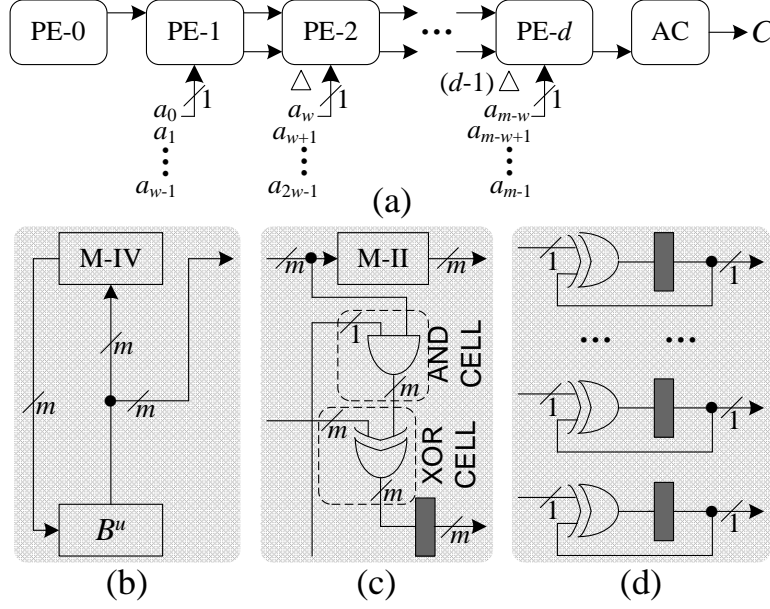 PE-0 PE-1 PE-2 ••• PE-d AC C
(d-1) △
△
1 1 1
a0 aw am-w
a1 aw+1 am-w+1
aw-1 a2w-1 am-1
(a)
M-IV
m
m m
B^u
(b)
m M-II m
1
m
AND CELL
m
m
XOR CELL
m
(c)
1 1
••• •••
1 1
1 1
(d)